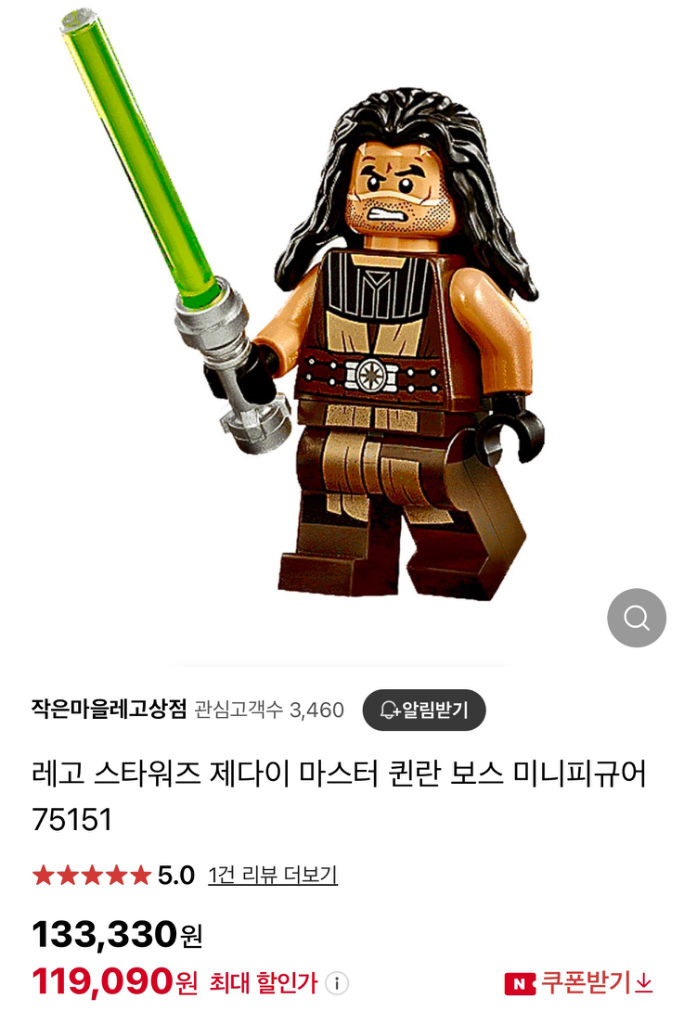 작은마을레고상점 관심고객수 3,460 알림받기
레고 스타워즈 제다이 마스터 퀸란 보스 미니피규어
75151
5.0 1건 리뷰 더보기
133,330원
119,090원 최대 할인가 N 쿠폰받기